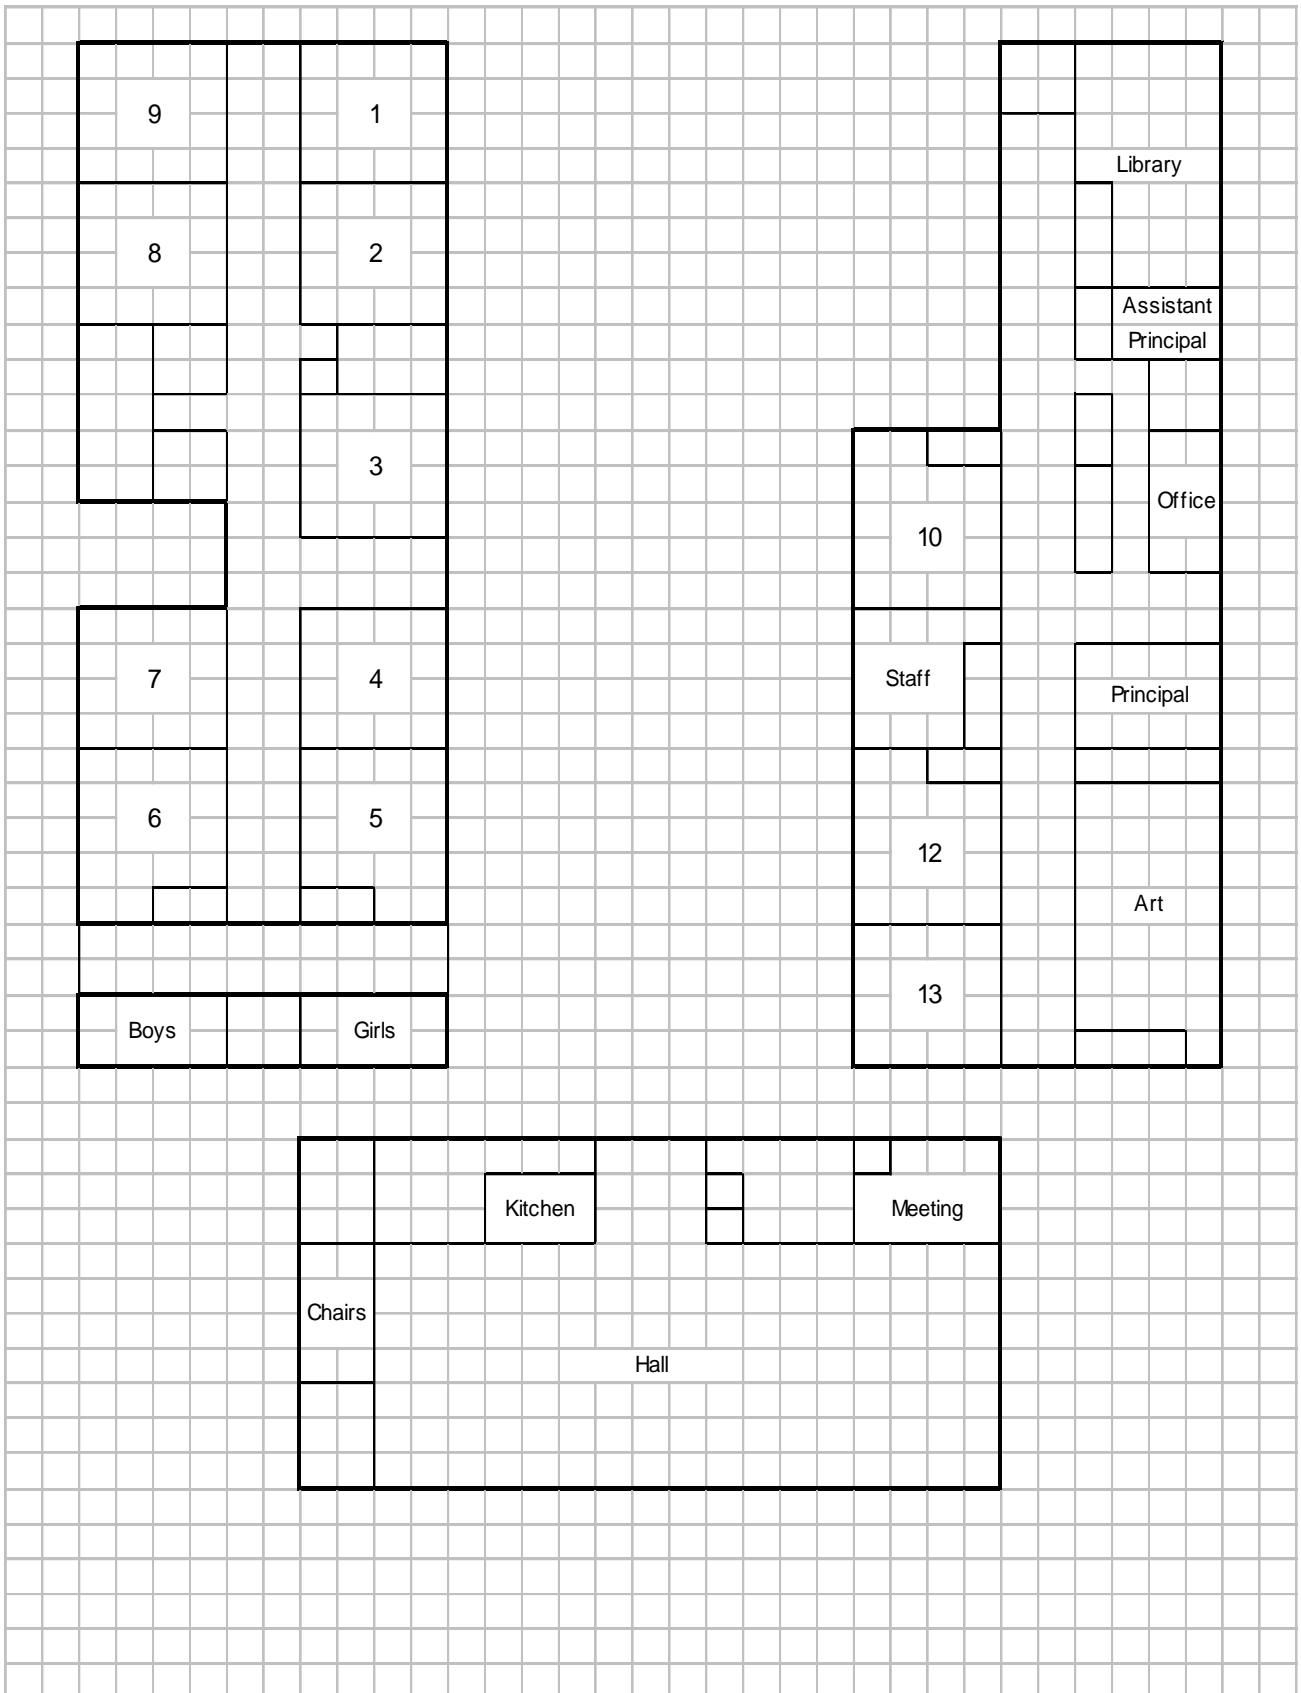 9
1
Library
8
2
Assistant
Principal
3
Office
10
7
4
Staff
Principal
6
5
12
Art
13
Boys
Girls
Kitchen
Meeting
Chairs
Hall